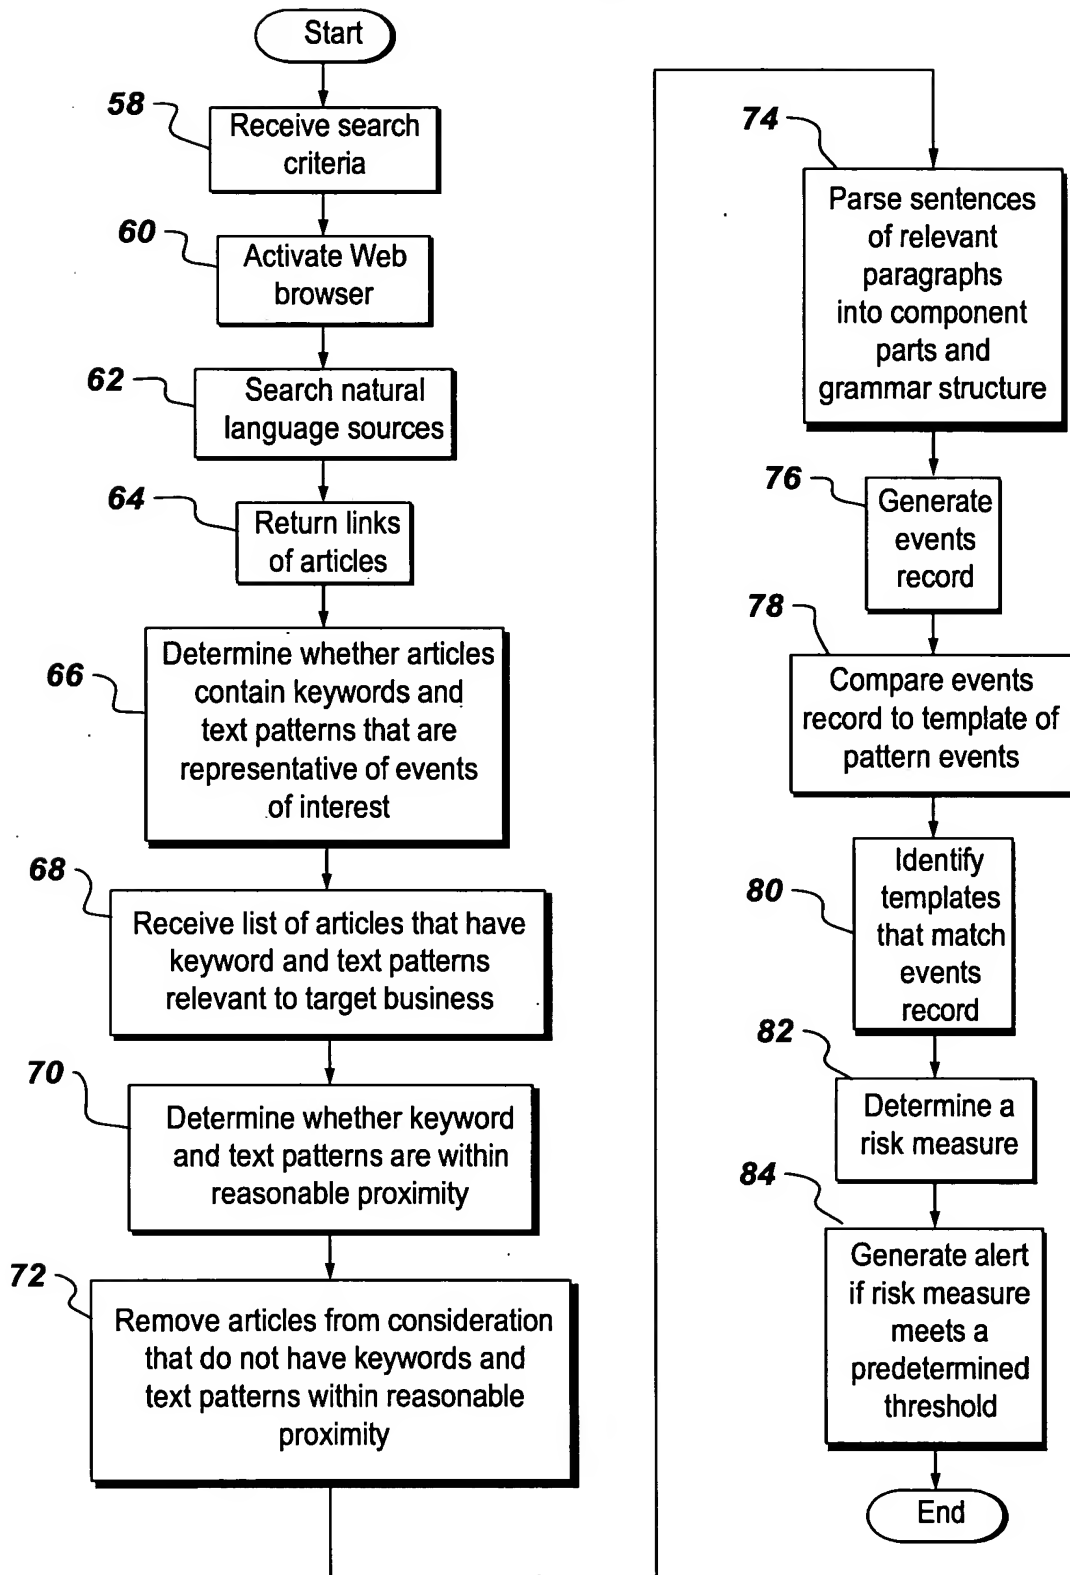 Start
58
Receive search
criteria
60
Activate Web
browser
62
Search natural
language sources
64
Return links
of articles
66
Determine whether articles
contain keywords and
text patterns that are
representative of events
of interest
68
Receive list of articles that have
keyword and text patterns
relevant to target business
70
Determine whether keyword
and text patterns are within
reasonable proximity
72
Remove articles from consideration
that do not have keywords and
text patterns within reasonable
proximity
74
Parse sentences
of relevant
paragraphs
into component
parts and
grammar structure
76
Generate
events
record
78
Compare events
record to template of
pattern events
80
Identify
templates
that match
events
record
82
Determine a
risk measure
84
Generate alert
if risk measure
meets a
predetermined
threshold
End